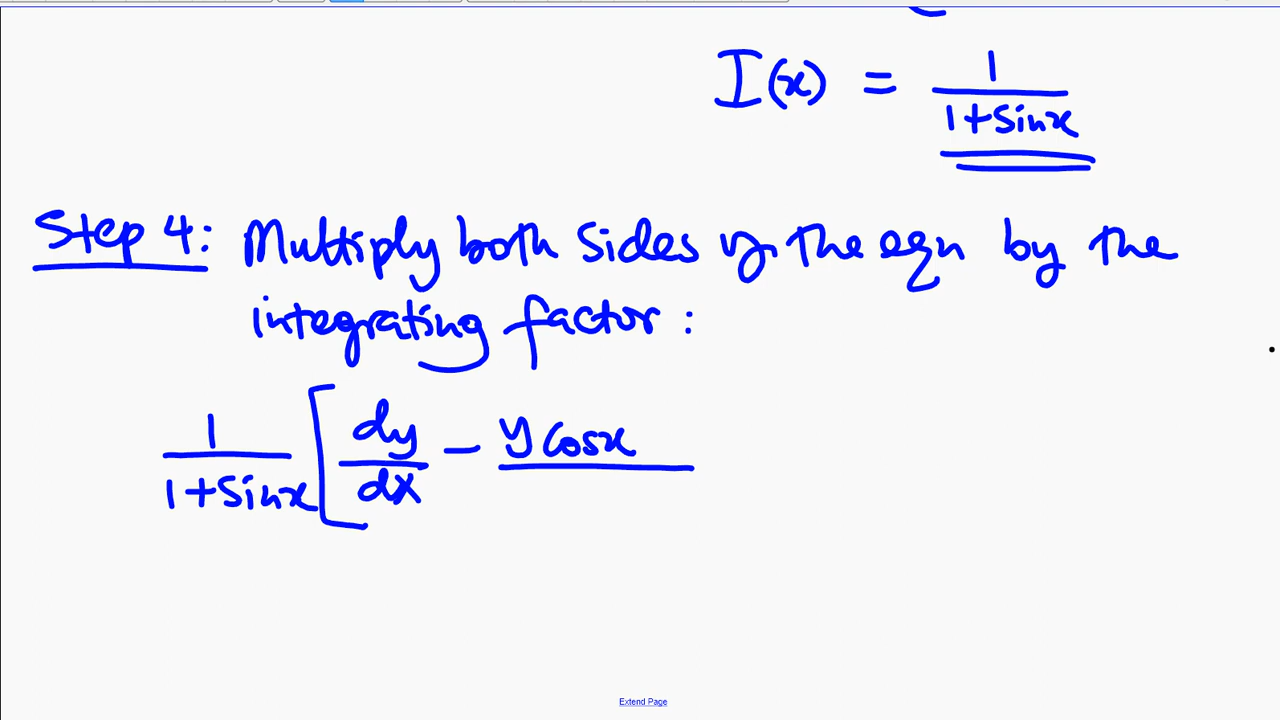 I(x) = 1/(1+Sinx)
Step 4: Multiply both Sides of the eqn by the
integrating factor:
1/(1+Sinx) [dy/dx - y cosx
Extend Page